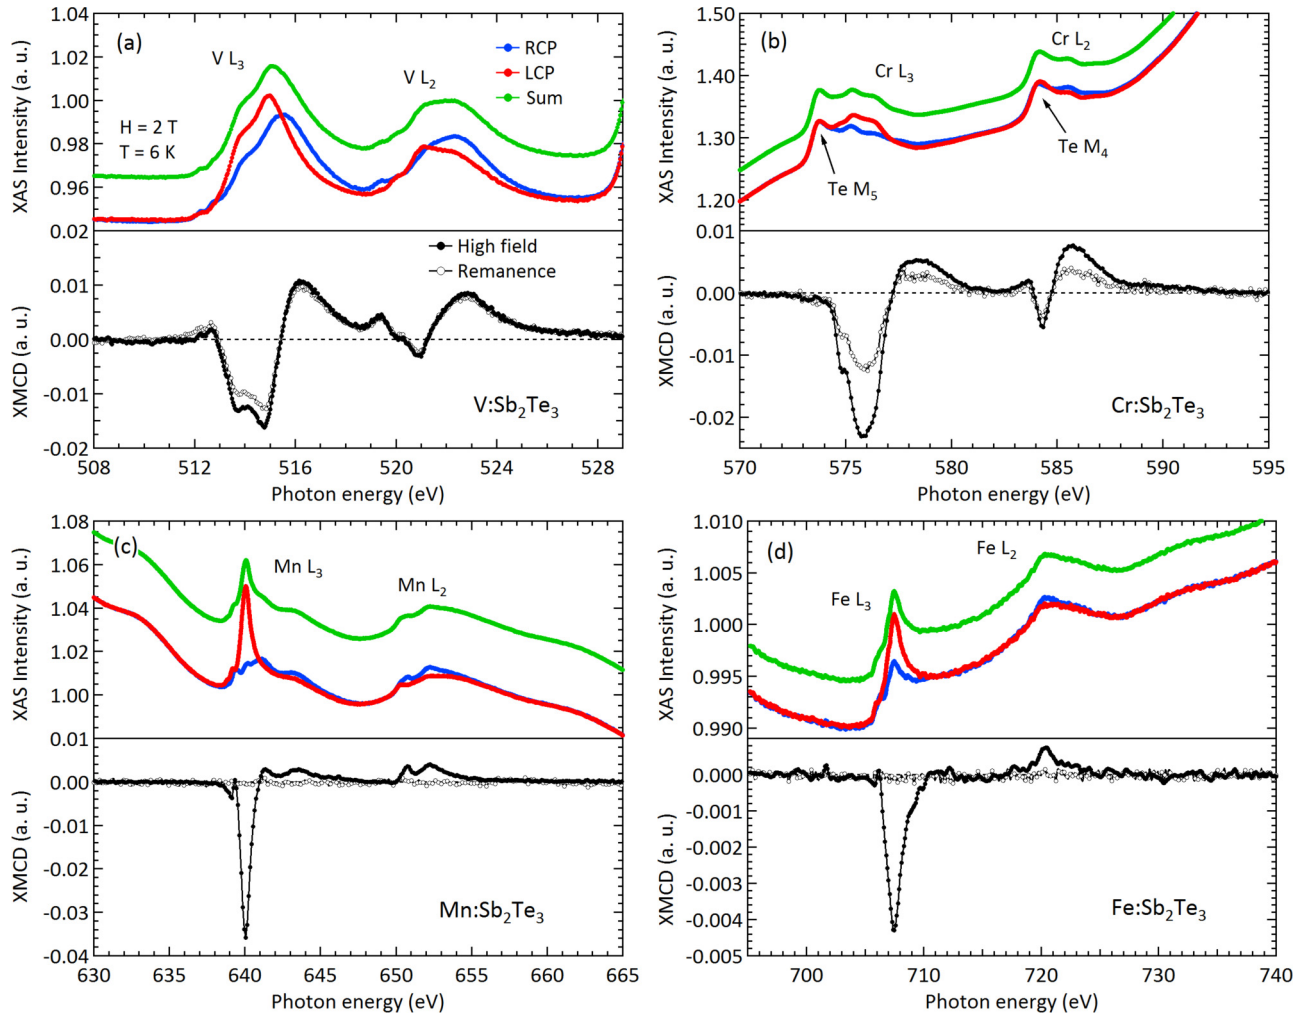 (a)
V L3
V L2
RCP
LCP
Sum
H = 2 T
T = 6 K
XAS Intensity (a. u.)
1.04
1.02
1.00
0.98
0.96
0.02
High field
Remanence
XMCD (a. u.)
0.01
0.00
-0.01
-0.02
V:Sb2Te3
508
512
516
520
524
528
Photon energy (eV)
(b)
Cr L3
Cr L2
Te M5
Te M4
XAS Intensity (a. u.)
1.50
1.40
1.30
1.20
0.01
XMCD (a. u.)
0.00
-0.01
-0.02
Cr:Sb2Te3
570
575
580
585
590
595
Photon energy (eV)
(c)
Mn L3
Mn L2
XAS Intensity (a. u.)
1.08
1.06
1.04
1.02
1.00
0.01
XMCD (a. u.)
0.00
-0.01
-0.02
-0.03
-0.04
Mn:Sb2Te3
630
640
645
650
655
660
665
Photon energy (eV)
(d)
Fe L3
Fe L2
XAS Intensity (a. u.)
1.010
1.005
1.000
0.995
0.990
XMCD (a. u.)
0.000
-0.001
-0.002
-0.003
-0.004
-0.005
Fe:Sb2Te3
700
710
720
730
740
Photon energy (eV)